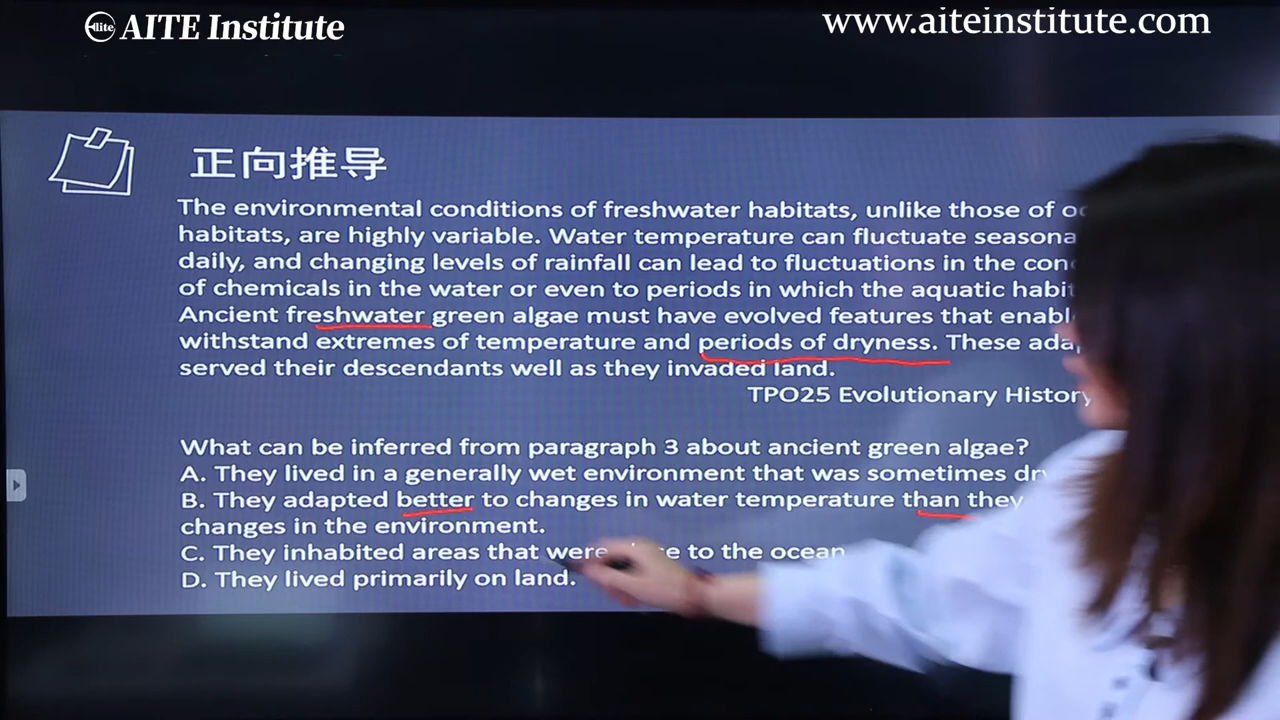 elite AITE Institute
www.aiteinstitute.com
正向推导
The environmental conditions of freshwater habitats, unlike those of
habitats, are highly variable. Water temperature can fluctuate
daily, and changing levels of rainfall can lead to fluctuations in the
of chemicals in the water or even to periods in which the aquatic
Ancient freshwater green algae must have evolved features that
withstand extremes of temperature and periods of dryness. These
served their descendants well as they invaded land.
TPO25 Evolutionary History
What can be inferred from paragraph 3 about ancient green algae?
A. They lived in a generally wet environment that was sometimes
B. They adapted better to changes in water temperature than they
changes in the environment.
C. They inhabited areas that were to the ocean
D. They lived primarily on land.